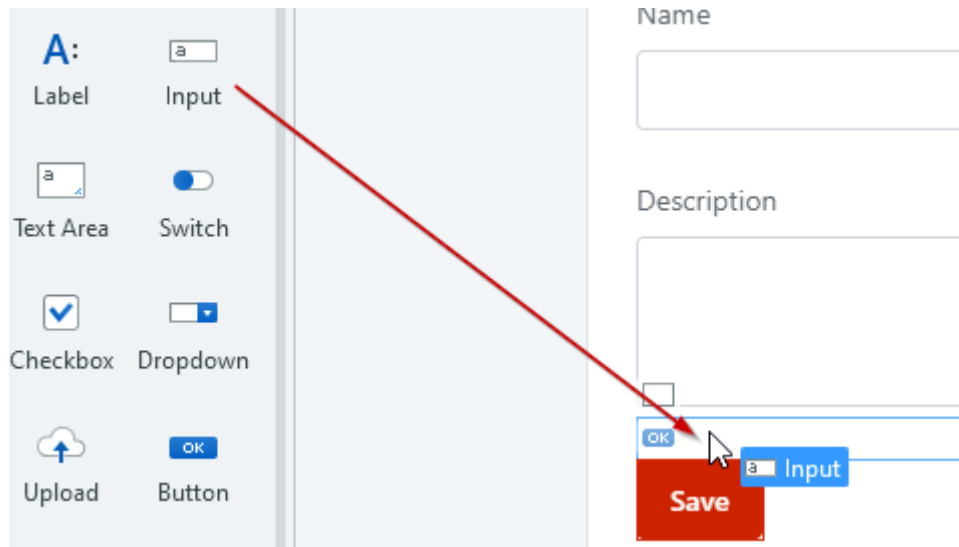 A:
a
Label
Input
a
Text Area
Switch
Checkbox
Dropdown
OK
Upload
Button
Name
Description
OK
a Input
Save